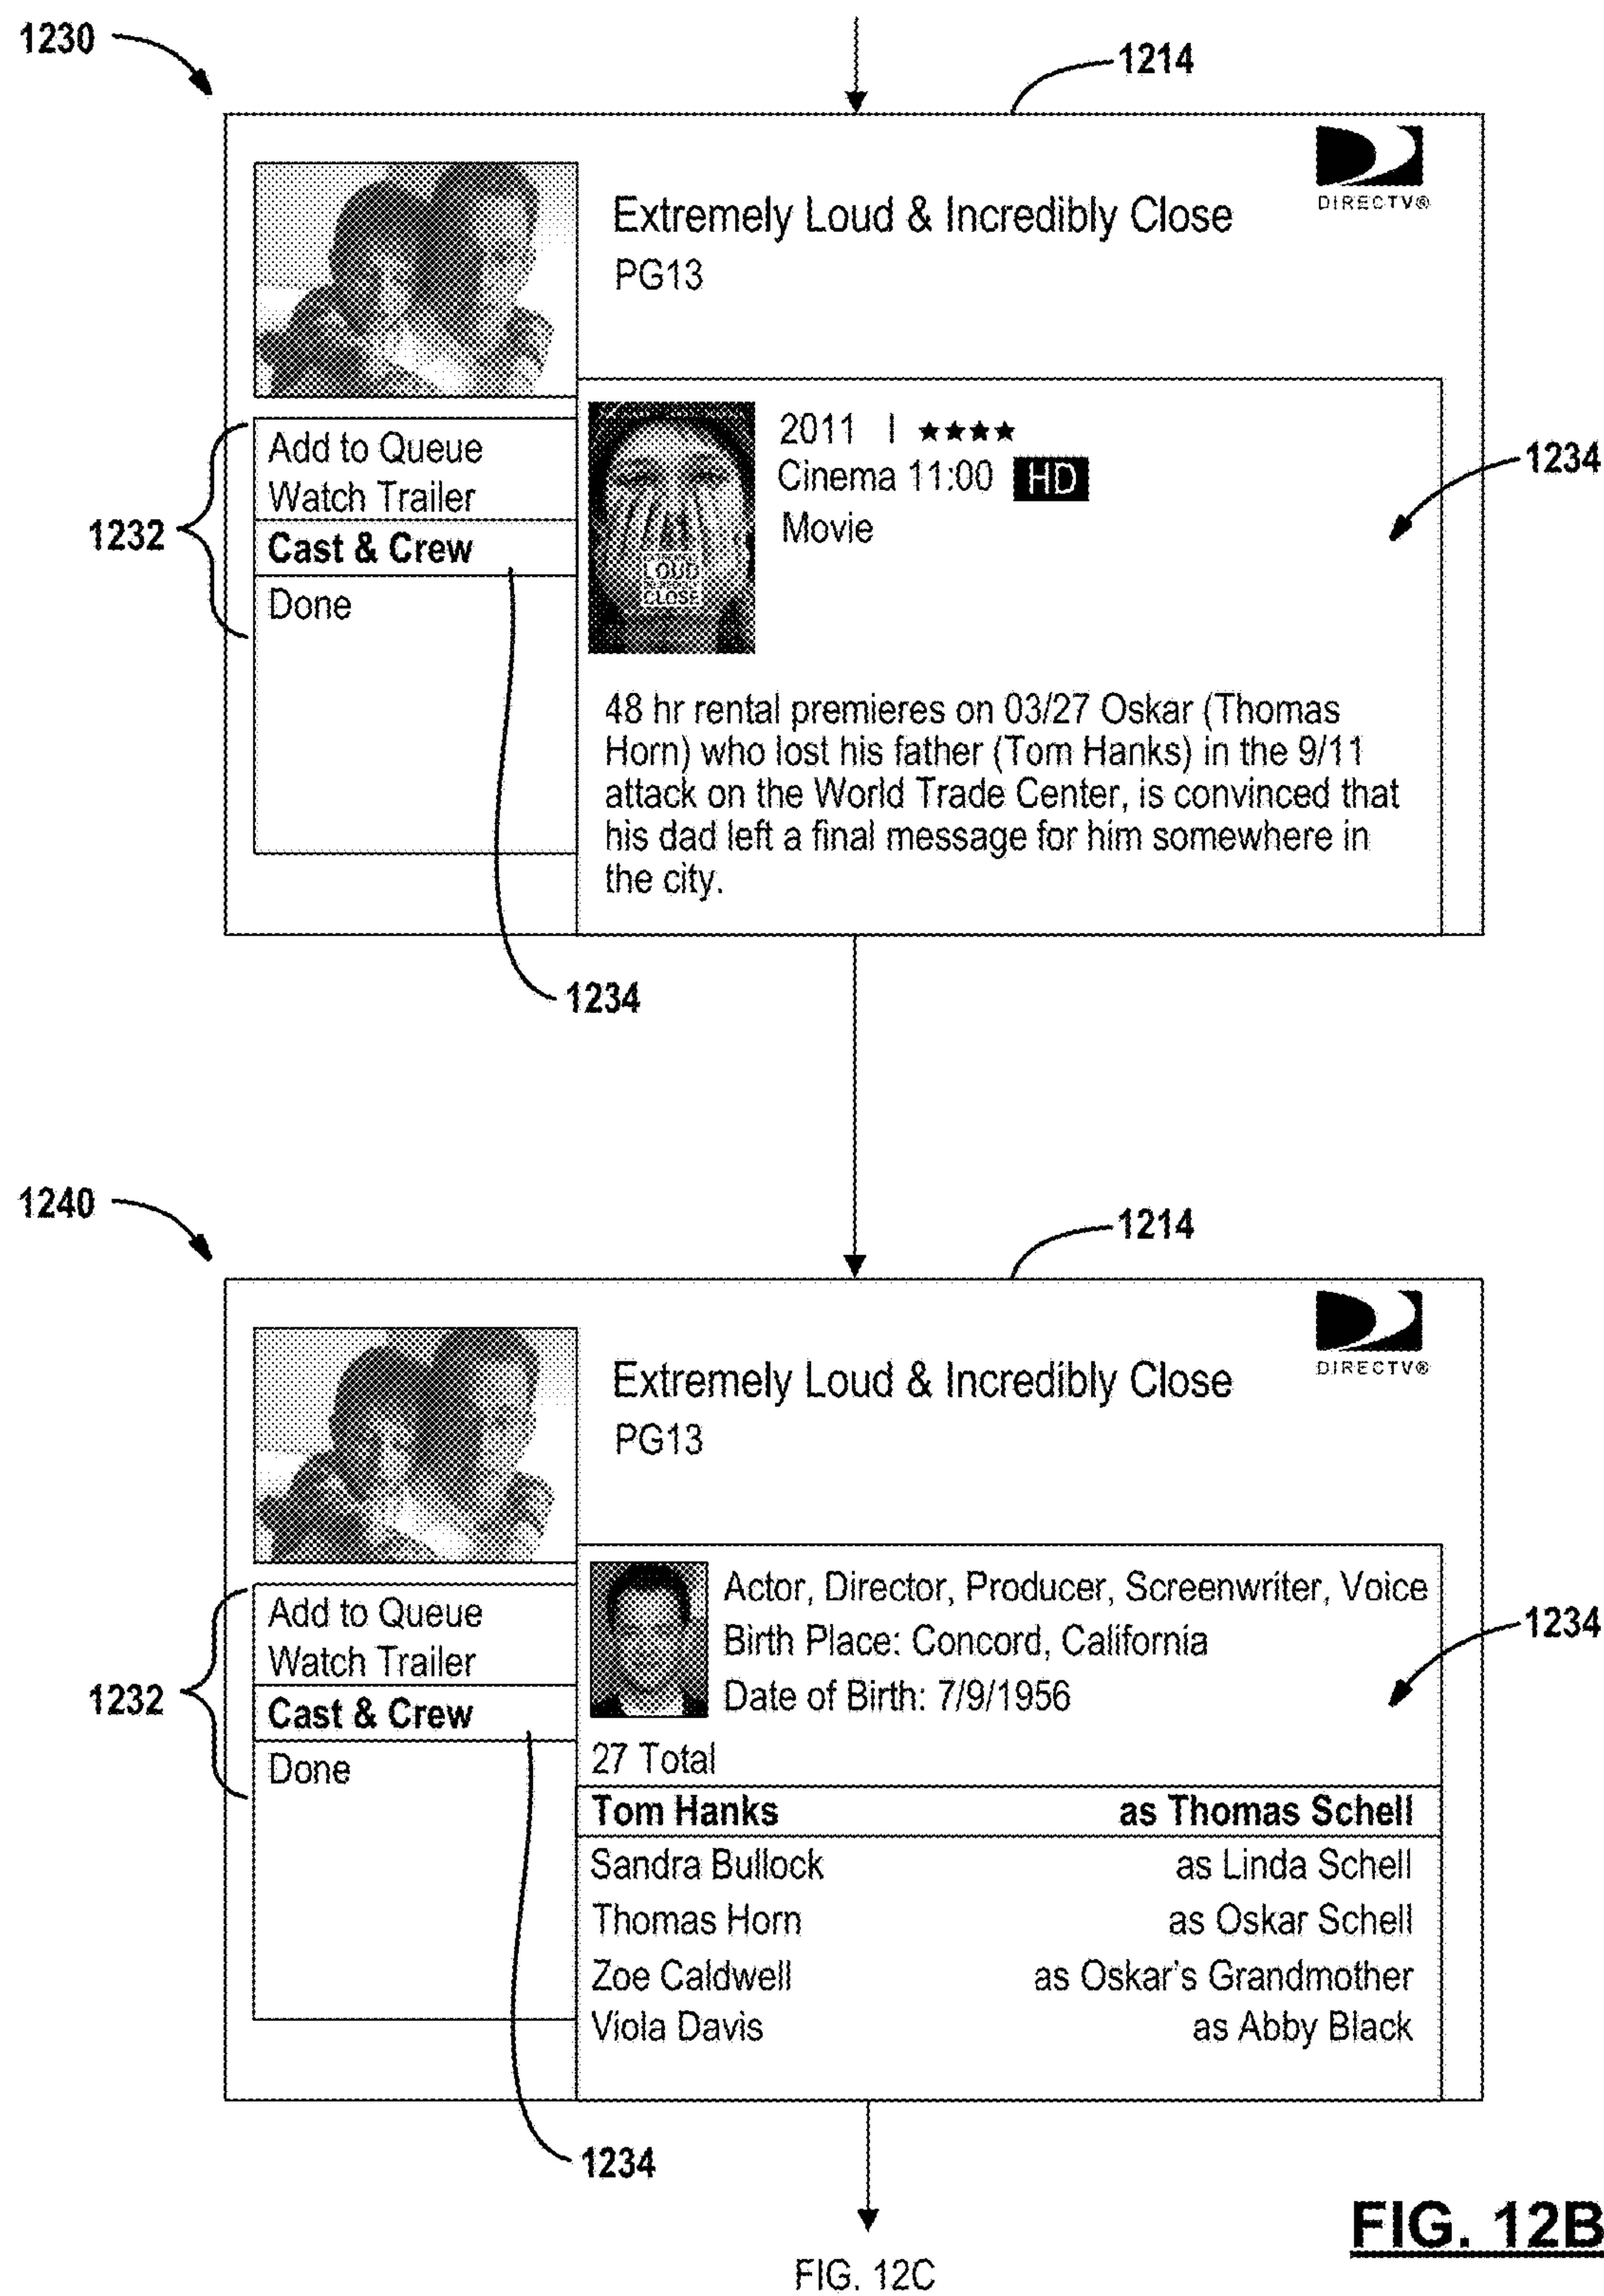 1230
1214
DIRECTV®
Extremely Loud & Incredibly Close
PG13
2011 | ★★★★
Cinema 11:00 HD
Movie
LOUD
CLOSE
1234
Add to Queue
Watch Trailer
1232
Cast & Crew
Done
48 hr rental premieres on 03/27 Oskar (Thomas
Horn) who lost his father (Tom Hanks) in the 9/11
attack on the World Trade Center, is convinced that
his dad left a final message for him somewhere in
the city.
1234
1240
1214
DIRECTV®
Extremely Loud & Incredibly Close
PG13
Actor, Director, Producer, Screenwriter, Voice
Birth Place: Concord, California
Date of Birth: 7/9/1956
1234
Add to Queue
Watch Trailer
1232
Cast & Crew
Done
27 Total
Tom Hanks as Thomas Schell
Sandra Bullock as Linda Schell
Thomas Horn as Oskar Schell
Zoe Caldwell as Oskar's Grandmother
Viola Davis as Abby Black
1234
FIG. 12B
FIG. 12C